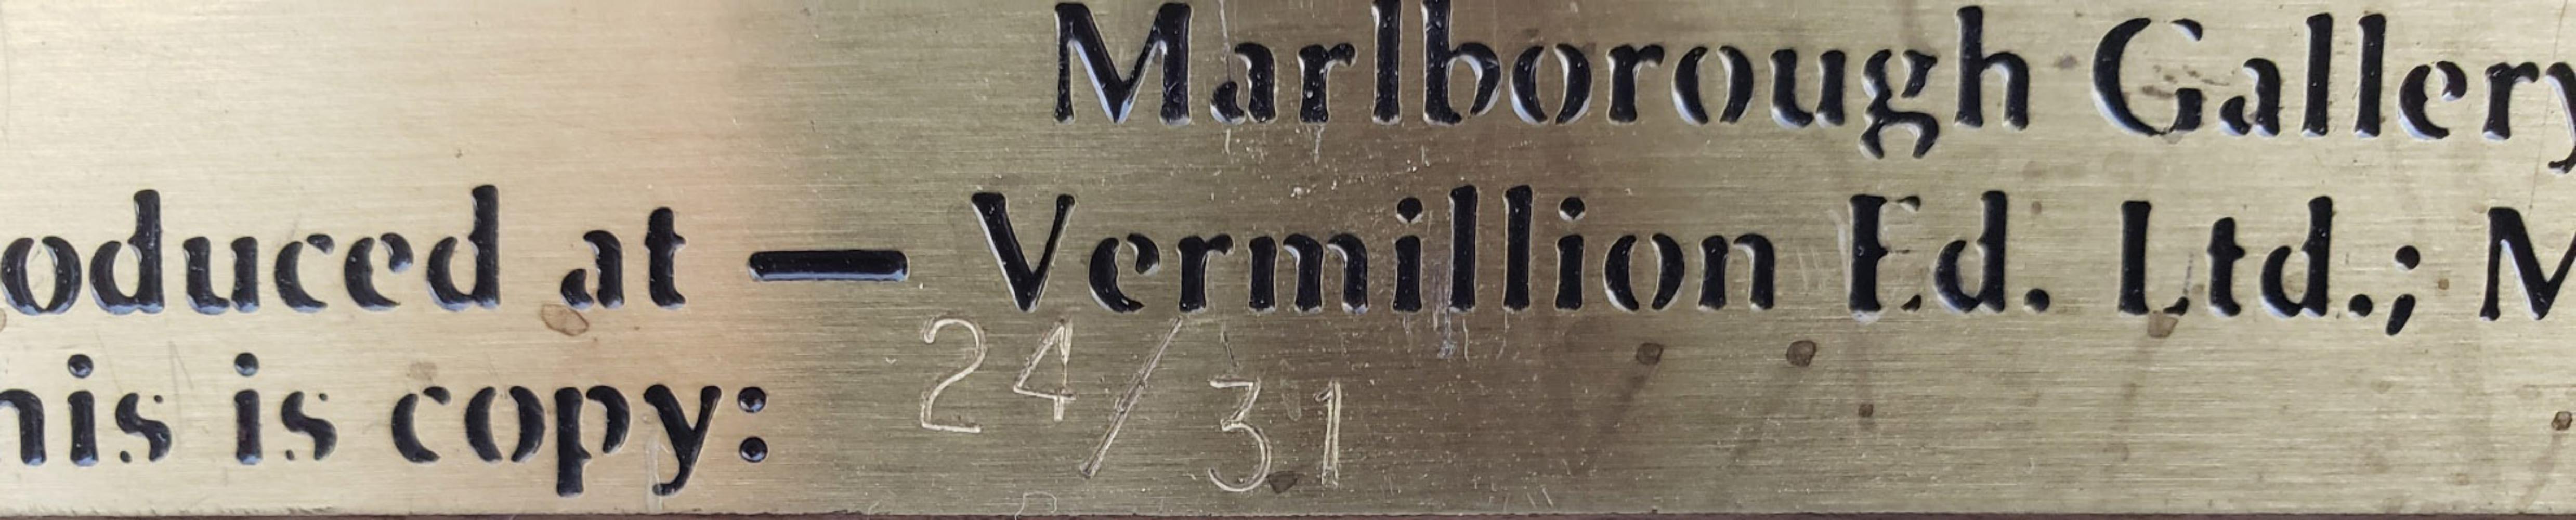 Marlborough Gallery
oduced at — Vermillion Ed. Ltd.; M
his is copy: 24/31